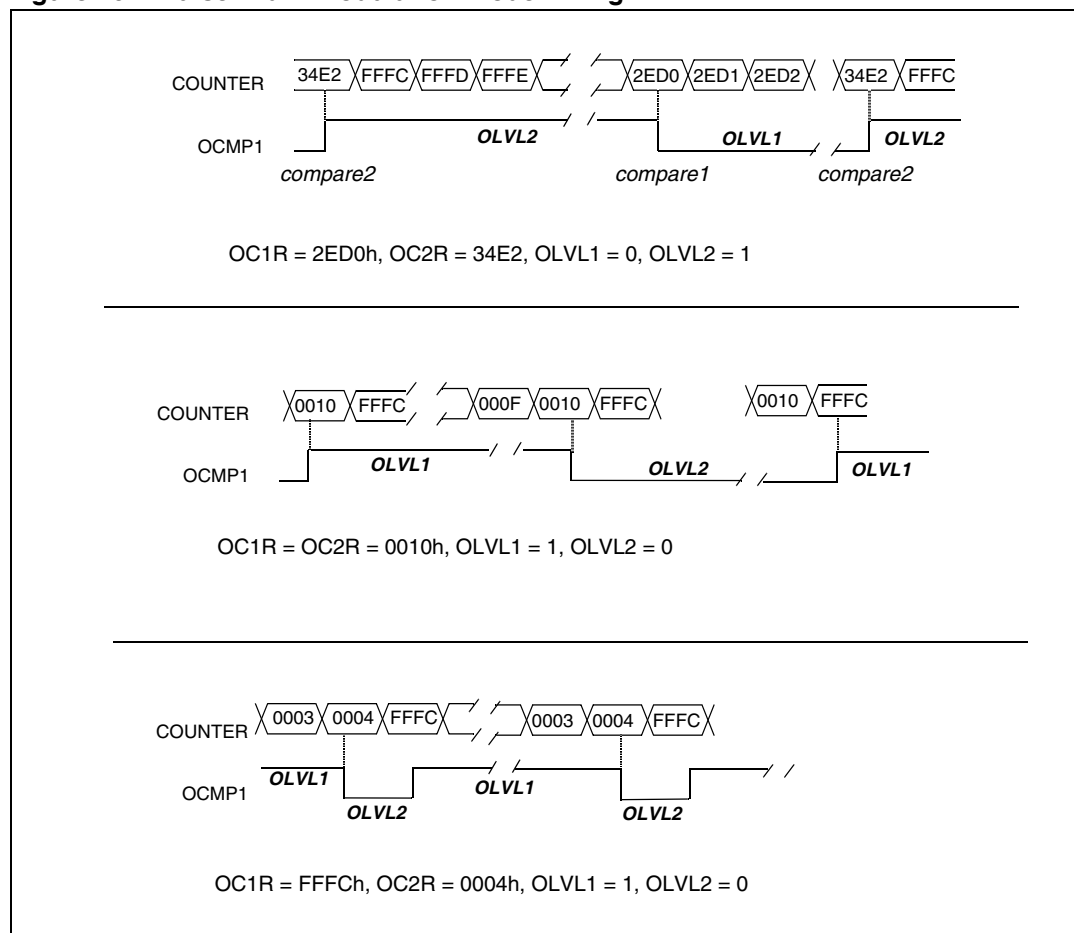 COUNTER 34E2 FFFC FFFD FFFE 2ED0 2ED1 2ED2 34E2 FFFC
OCMP1 OLVL2 OLVL1 OLVL2
compare2 compare1 compare2
OC1R = 2ED0h, OC2R = 34E2, OLVL1 = 0, OLVL2 = 1
COUNTER 0010 FFFC 000F 0010 FFFC 0010 FFFC
OCMP1 OLVL1 OLVL2 OLVL1
OC1R = OC2R = 0010h, OLVL1 = 1, OLVL2 = 0
COUNTER 0003 0004 FFFC 0003 0004 FFFC
OLVL1 OLVL1
OCMP1 OLVL2 OLVL2
OC1R = FFFCh, OC2R = 0004h, OLVL1 = 1, OLVL2 = 0